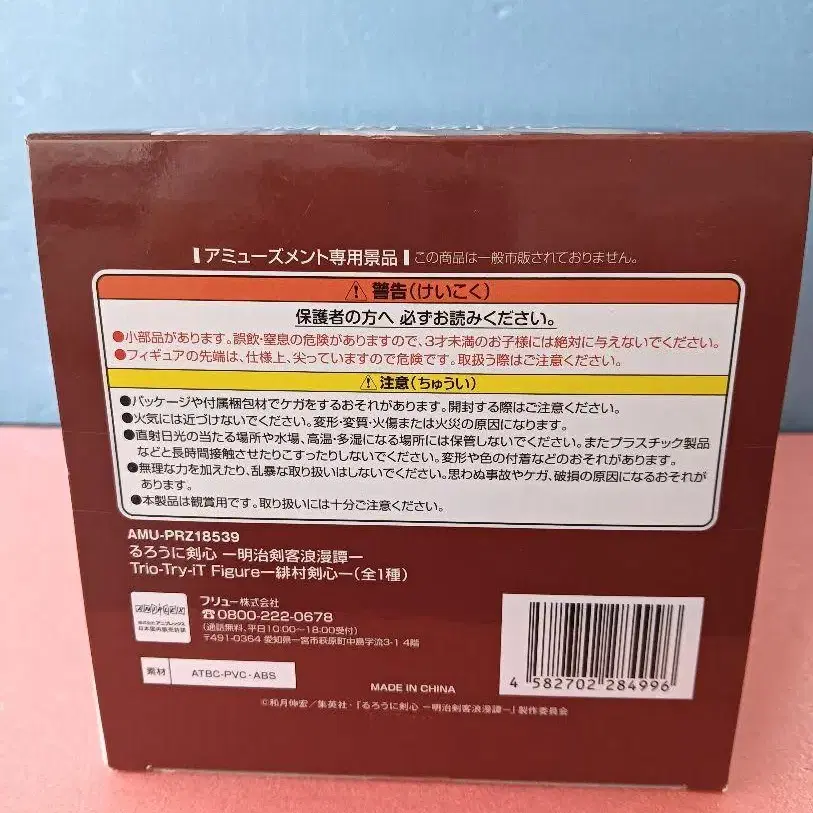 アミューズメント専用景品 この商品は一般市販されておりません。
⚠警告(けいこく)
保護者の方へ 必ずお読みください。
●小部品があります。誤飲・窒息の危険がありますので、3才未満のお子様には絶対に与えないでください。
●フィギュアの先端は、仕様上、尖っていますので危険です。取扱う際はご注意ください。
⚠注意(ちゅうい)
●パッケージや付属梱包材でケガをするおそれがあります。開封する際はご注意ください。
●火気には近づけないでください。変形・変質・火傷または火災の原因になります。
●直射日光の当たる場所や水場、高温・多湿になる場所には保管しないでください。またプラスチック製品
などと長時間接触させたりこすったりしないでください。変形や色の付着などのおそれがあります。
●無理な力を加えたり、乱暴な取り扱いはしないでください。思わぬ事故やケガ、破損の原因になるおそれが
あります。
●本製品は観賞用です。取り扱いには十分ご注意ください。
AMU-PRZ18539
るろうに剣心 ー明治剣客浪漫譚ー
Trio-Try-iT Figureー緋村剣心ー(全1種)
ANIPLEX
株式会社アニプレックス
日本国内販売許諾
フリュー株式会社
☎0800-222-0678
(通話無料、平日10:00~18:00受付)
〒491-0364 愛知県一宮市萩原町中島字流3-1 4階
素材 ATBC-PVC・ABS
MADE IN CHINA
4 582702 284996
©和月伸宏/集英社・「るろうに剣心 ー明治剣客浪漫譚ー」製作委員会